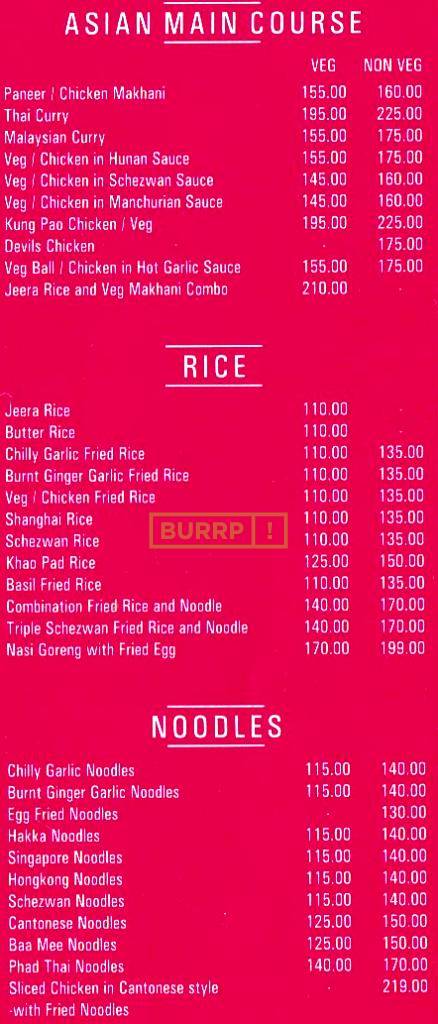 ASIAN MAIN COURSE
VEG NON VEG
Paneer / Chicken Makhani 155.00 160.00
Thai Curry 195.00 225.00
Malaysian Curry 155.00 175.00
Veg / Chicken in Hunan Sauce 155.00 175.00
Veg / Chicken in Schezwan Sauce 145.00 160.00
Veg / Chicken in Manchurian Sauce 145.00 160.00
Kung Pao Chicken / Veg 195.00 225.00
Devils Chicken 175.00
Veg Ball / Chicken in Hot Garlic Sauce 155.00 175.00
Jeera Rice and Veg Makhani Combo 210.00
RICE
Jeera Rice 110.00
Butter Rice 110.00
Chilly Garlic Fried Rice 110.00 135.00
Burnt Ginger Garlic Fried Rice 110.00 135.00
Veg / Chicken Fried Rice 110.00 135.00
Shanghai Rice 110.00 135.00
Schezwan Rice 110.00 135.00
BURRP !
Khao Pad Rice 125.00 150.00
Basil Fried Rice 110.00 135.00
Combination Fried Rice and Noodle 140.00 170.00
Triple Schezwan Fried Rice and Noodle 140.00 170.00
Nasi Goreng with Fried Egg 170.00 199.00
NOODLES
Chilly Garlic Noodles 115.00 140.00
Burnt Ginger Garlic Noodles 115.00 140.00
Egg Fried Noodles 130.00
Hakka Noodles 115.00 140.00
Singapore Noodles 115.00 140.00
Hongkong Noodles 115.00 140.00
Schezwan Noodles 115.00 140.00
Cantonese Noodles 125.00 150.00
Baa Mee Noodles 125.00 150.00
Phad Thai Noodles 140.00 170.00
Sliced Chicken in Cantonese style 219.00
-with Fried Noodles